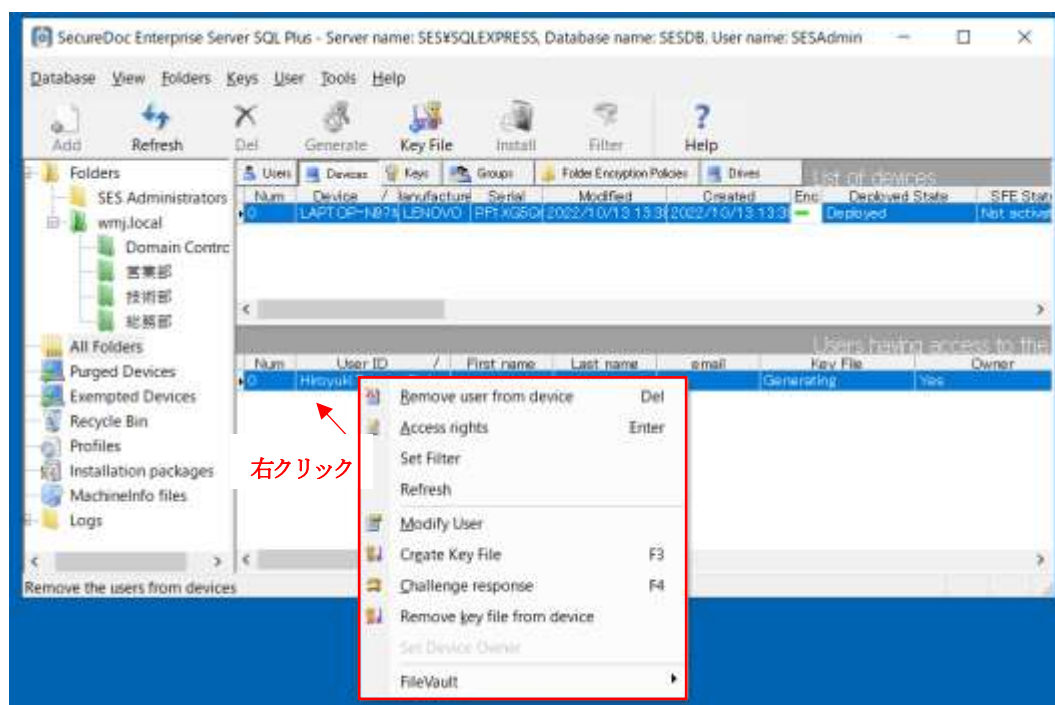 SecureDoc Enterprise Server SQL Plus - Server name: SES¥SQLEXPRESS, Database name: SESDB, User name: SESAdmin
Database View Folders Keys User Tools Help
Add Refresh Del Generate Key File Install Filter Help
Folders
SES Administrators
wmj.local
Domain Contrc
営業部
技術部
総務部
All Folders
Purged Devices
Exempted Devices
Recycle Bin
Profiles
Installation packages
MachineInfo files
Logs
Users Devices Keys Groups Folder Encryption Policies Drives
List of devices
Num Device / Manufacture Serial Modified Created Enc Deployed State SFE Stat
0 LENOVO 2022/10/13 13:3 2022/10/13 13:3 Deployed Not activat
Users having access to the
Num User ID / First name Last name email Key File Owner
0 Hiroyuki Generating Yes
右クリック
Remove user from device Del
Access rights Enter
Set Filter
Refresh
Modify User
Create Key File F3
Challenge response F4
Remove key file from device
Set Device Owner
FileVault
Remove the users from devices